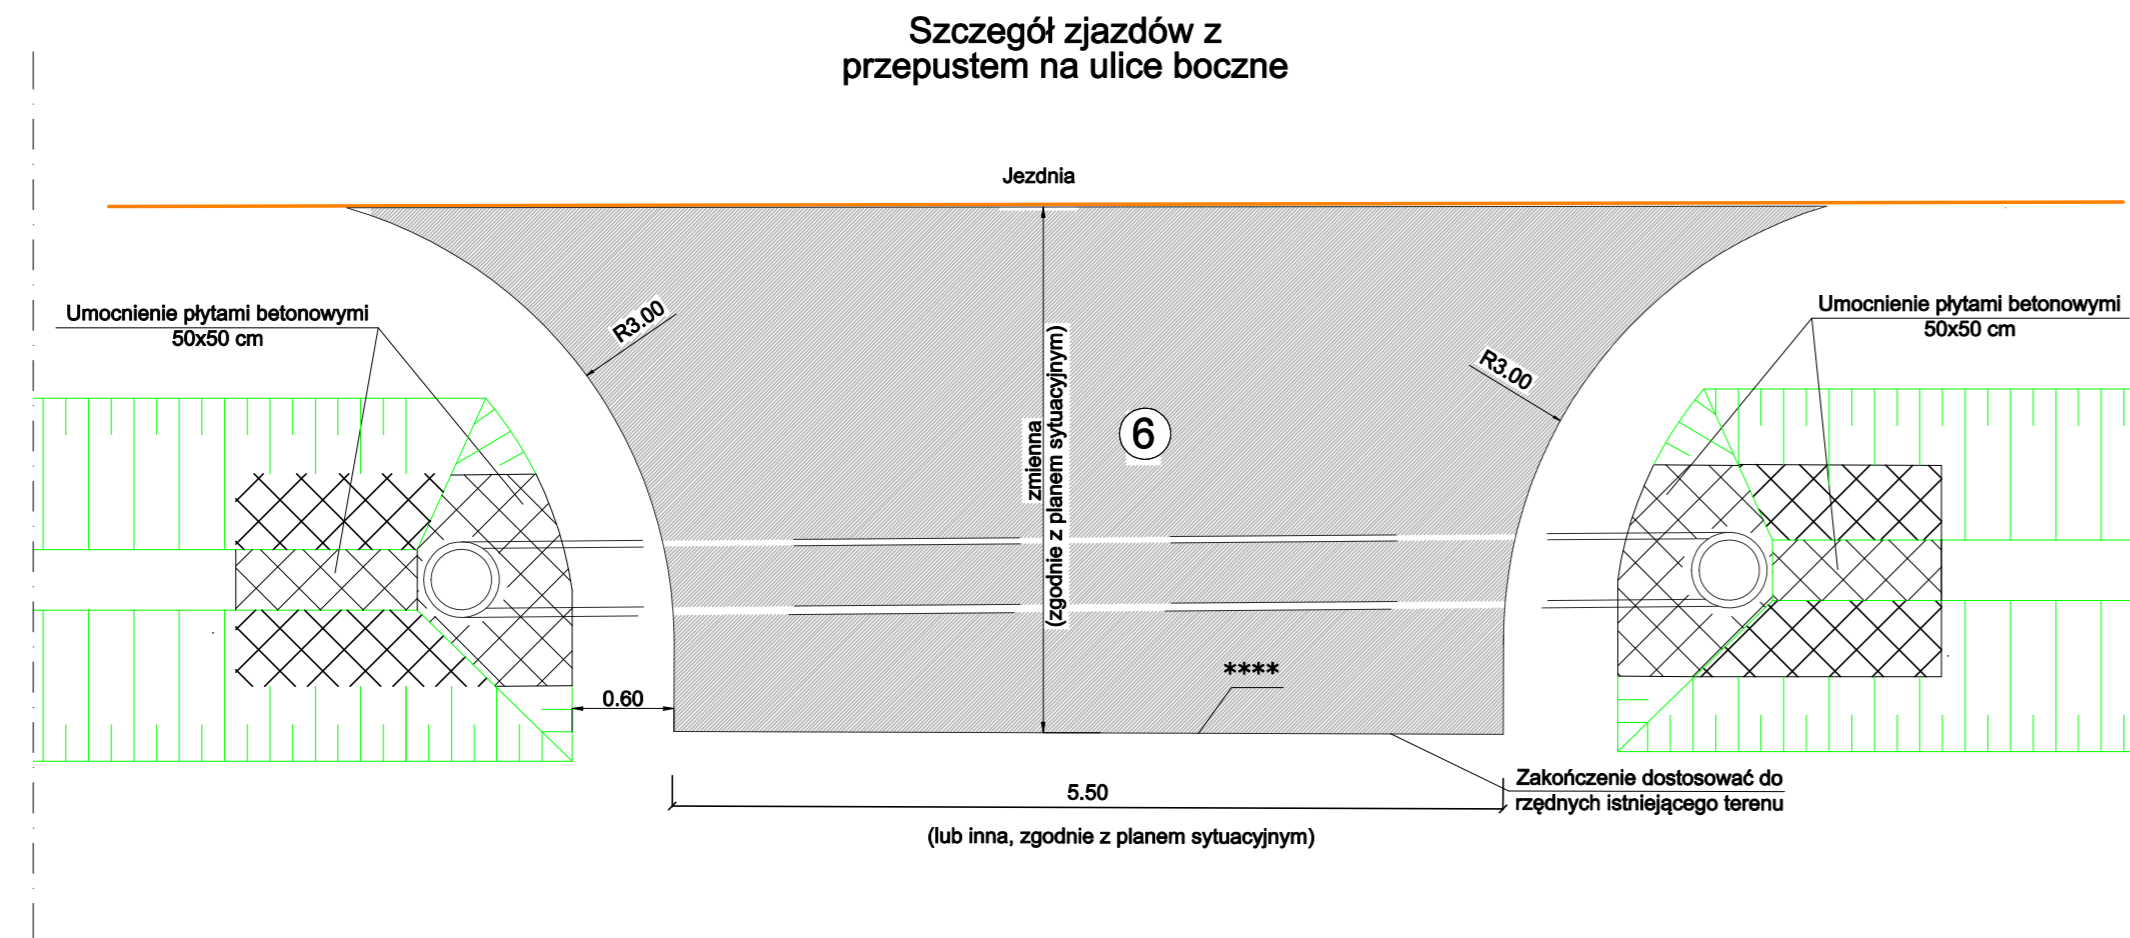 Szczegół zjazdów z
przepustem na ulice boczne
Jezdnia
Umocnienie płytami betonowymi
50x50 cm
Umocnienie płytami betonowymi
50x50 cm
R3.00
R3.00
zmienna
(zgodnie z planem sytuacyjnym)
6
****
0.60
5.50
(lub inna, zgodnie z planem sytuacyjnym)
Zakończenie dostosować do
rzędnych istniejącego terenu